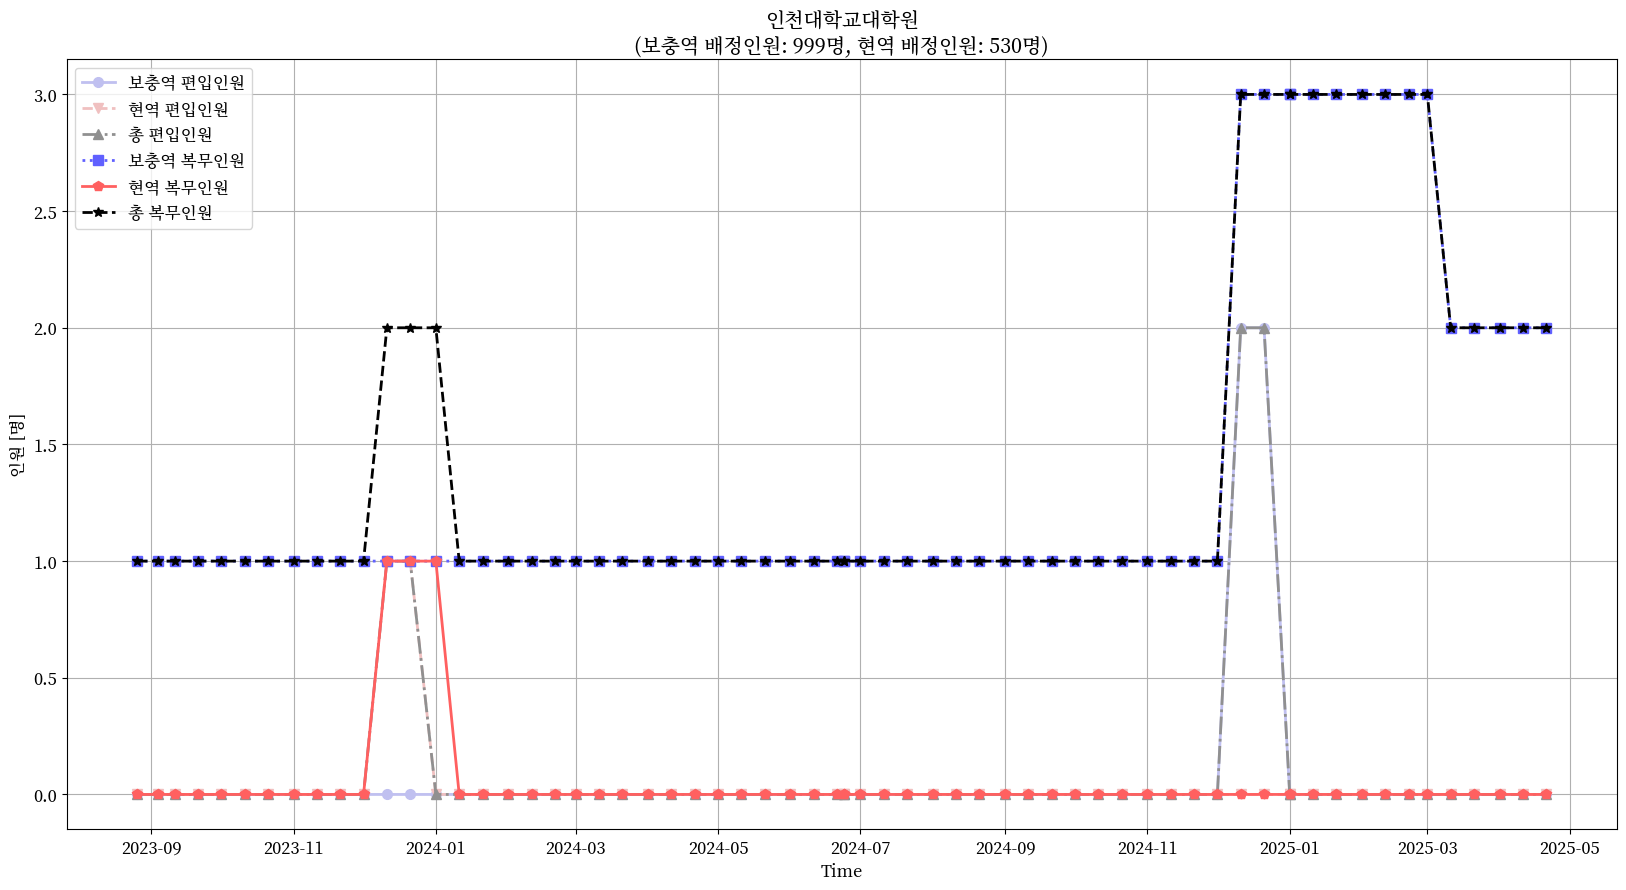 인천대학교대학원
(보충역 배정인원: 999명, 현역 배정인원: 530명)
보충역 편입인원
현역 편입인원
총 편입인원
보충역 복무인원
현역 복무인원
총 복무인원
인원 [명]
3.0
2.5
2.0
1.5
1.0
0.5
0.0
2023-09 2023-11 2024-01 2024-03 2024-05 2024-07 2024-09 2024-11 2025-01 2025-03 2025-05
Time